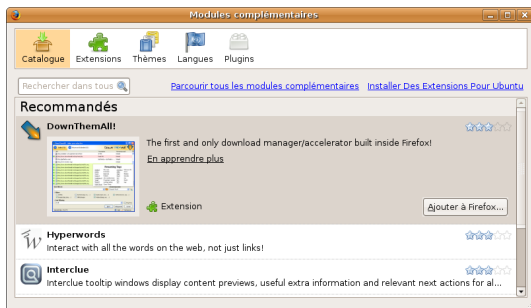 Modules complémentaires
Catalogue Extensions Thèmes Langues Plugins
Rechercher dans tous Parcourir tous les modules complémentaires Installer Des Extensions Pour Ubuntu
Recommandés
DownThemAll!
The first and only download manager/accelerator built inside Firefox!
En apprendre plus
Extension Ajouter à Firefox...
Hyperwords
Interact with all the words on the web, not just links!
Interclue
Interclue tooltip windows display content previews, useful extra information and relevant next actions for al...